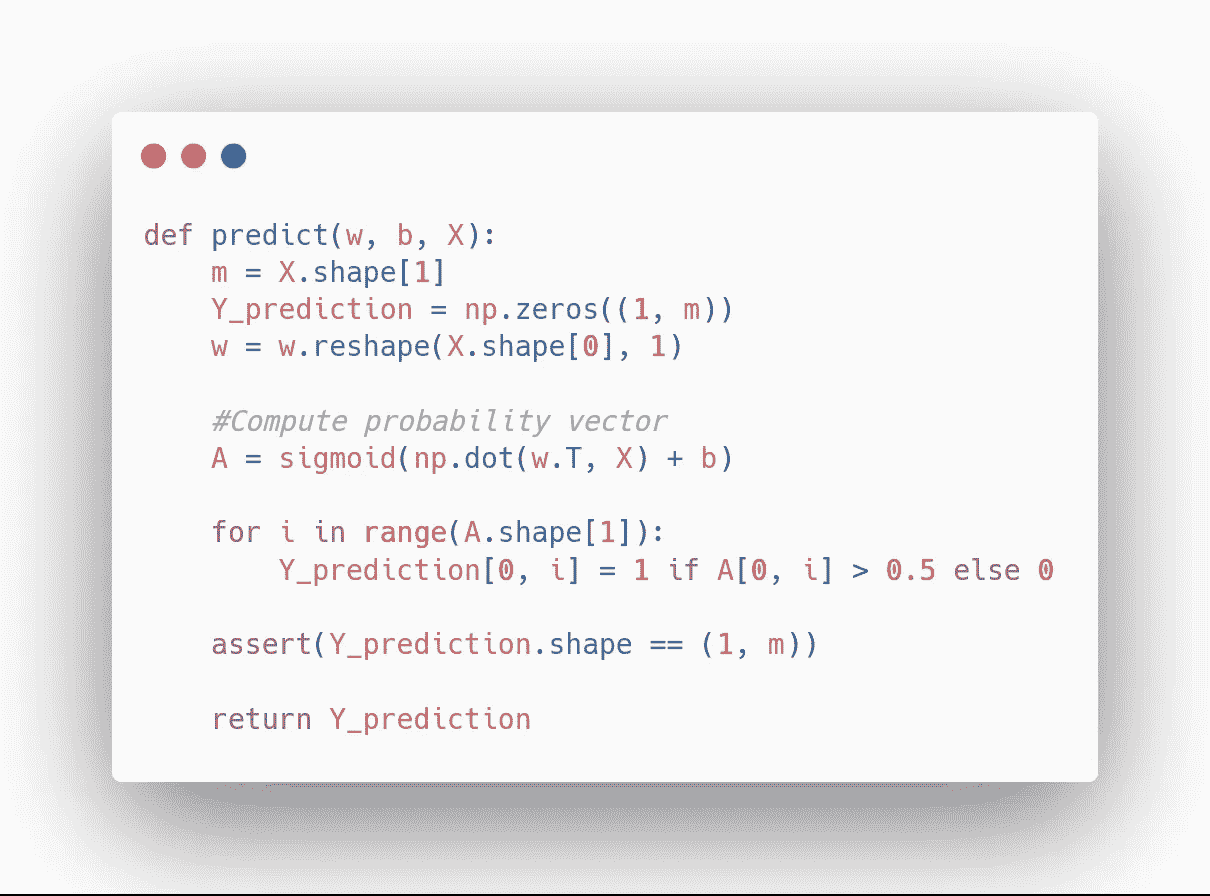 def predict(w, b, X):
    m = X.shape[1]
    Y_prediction = np.zeros((1, m))
    w = w.reshape(X.shape[0], 1)

    #Compute probability vector
    A = sigmoid(np.dot(w.T, X) + b)

    for i in range(A.shape[1]):
        Y_prediction[0, i] = 1 if A[0, i] > 0.5 else 0

    assert(Y_prediction.shape == (1, m))

    return Y_prediction